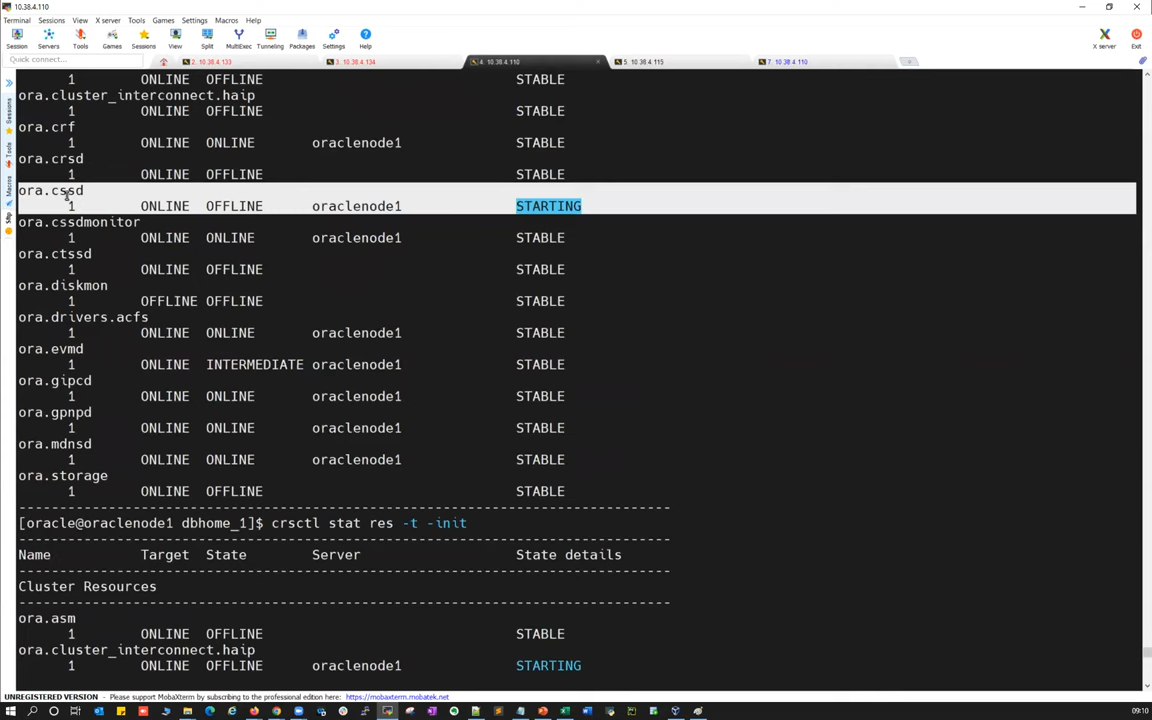 10.38.4.110
Terminal Sessions View X server Tools Games Settings Macros Help
Session Servers Tools Games Sessions View Split MultiExec Tunneling Packages Settings Help X server Exit
Quick connect... 2. 10.38.4.133 3. 10.38.4.134 4. 10.38.4.110 5. 10.38.4.115 7. 10.38.4.110
Sessions
Tools
Macros
Sftp
1 ONLINE OFFLINE STABLE
ora.cluster_interconnect.haip
1 ONLINE OFFLINE STABLE
ora.crf
1 ONLINE ONLINE oraclenode1 STABLE
ora.crsd
1 ONLINE OFFLINE STABLE
ora.cssd
1 ONLINE OFFLINE oraclenode1 STARTING
ora.cssdmonitor
1 ONLINE ONLINE oraclenode1 STABLE
ora.ctssd
1 ONLINE OFFLINE STABLE
ora.diskmon
1 OFFLINE OFFLINE STABLE
ora.drivers.acfs
1 ONLINE ONLINE oraclenode1 STABLE
ora.evmd
1 ONLINE INTERMEDIATE oraclenode1 STABLE
ora.gipcd
1 ONLINE ONLINE oraclenode1 STABLE
ora.gpnpd
1 ONLINE ONLINE oraclenode1 STABLE
ora.mdnsd
1 ONLINE ONLINE oraclenode1 STABLE
ora.storage
1 ONLINE OFFLINE STABLE
--------------------------------------------------------------------------------
[oracle@oraclenode1 dbhome_1]$ crsctl stat res -t -init
--------------------------------------------------------------------------------
Name Target State Server State details
--------------------------------------------------------------------------------
Cluster Resources
--------------------------------------------------------------------------------
ora.asm
1 ONLINE OFFLINE STABLE
ora.cluster_interconnect.haip
1 ONLINE OFFLINE oraclenode1 STARTING
UNREGISTERED VERSION - Please support MobaXterm by subscribing to the professional edition here: https://mobaxterm.mobatek.net
09:10